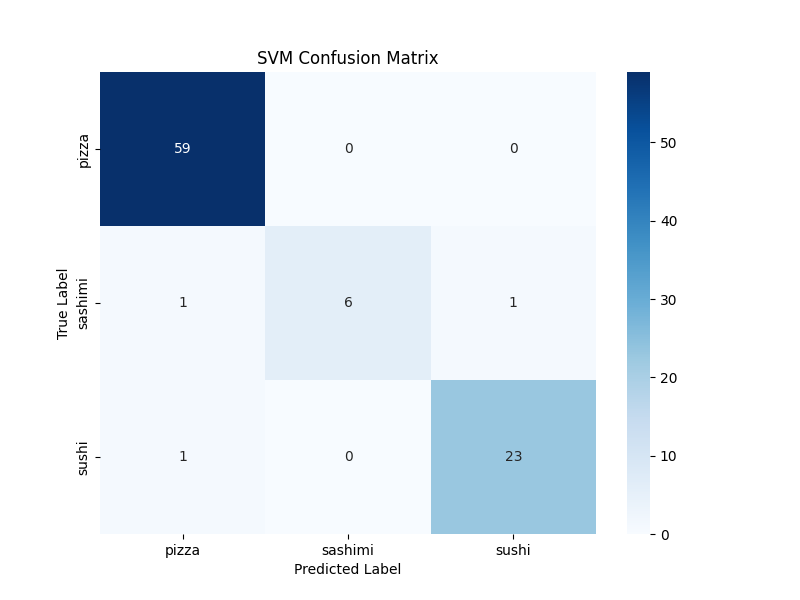 SVM Confusion Matrix
True Label
pizza
59
0
0
50
40
sashimi
1
6
1
30
20
sushi
1
0
23
10
0
pizza
sashimi
sushi
Predicted Label